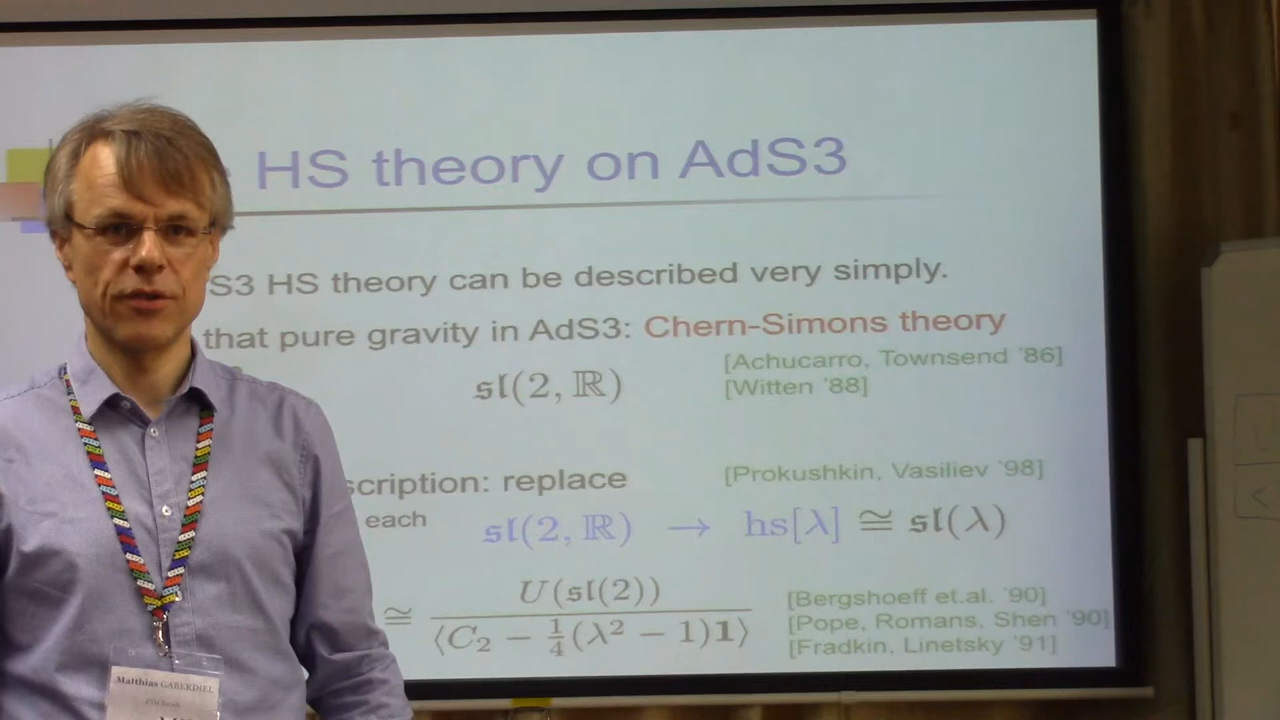 HS theory on AdS3
S3 HS theory can be described very simply.
that pure gravity in AdS3: Chern-Simons theory
𝔰𝔩(2, ℝ)
[Achucarro, Townsend '86]
[Witten '88]
scription: replace
[Prokushkin, Vasiliev '98]
each
𝔰𝔩(2, ℝ) → hs[λ] ≅ 𝔰𝔩(λ)
≅ U(𝔰𝔩(2)) / ⟨C₂ − ¼(λ² − 1)𝟏⟩
[Bergshoeff et.al. '90]
[Pope, Romans, Shen '90]
[Fradkin, Linetsky '91]
Matthias GABERDIEL